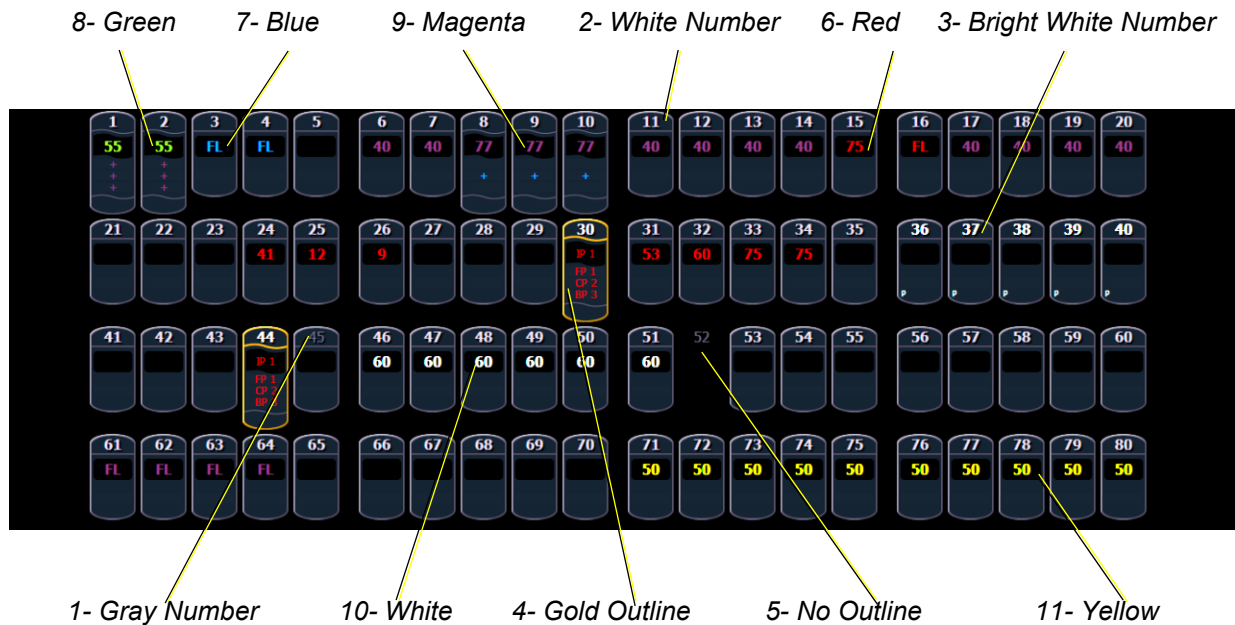 8- Green 7- Blue 9- Magenta 2- White Number 6- Red 3- Bright White Number
1 2 3 4 5 6 7 8 9 10 11 12 13 14 15 16 17 18 19 20
55 55 FL FL 40 40 77 77 77 40 40 40 40 75 FL 40 40 40 40
+ + + + +
+ +
+ +
21 22 23 24 25 26 27 28 29 30 31 32 33 34 35 36 37 38 39 40
41 12 9 IP 1 53 60 75 75
FP 1
CP 2
BP 3
P P P P P
41 42 43 44 45 46 47 48 49 50 51 52 53 54 55 56 57 58 59 60
IP 1 60 60 60 60 60 60
FP 1
CP 2
BP 3
61 62 63 64 65 66 67 68 69 70 71 72 73 74 75 76 77 78 79 80
FL FL FL FL 50 50 50 50 50 50 50 50 50 50
1- Gray Number 10- White 4- Gold Outline 5- No Outline 11- Yellow